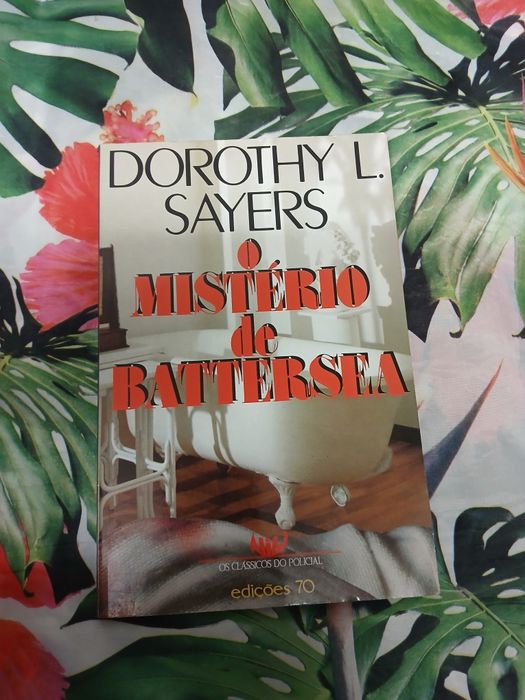 DOROTHY L.
SAYERS
O
MISTÉRIO
de
BATTERSEA
OS CLÁSSICOS DO POLICIAL
edições 70